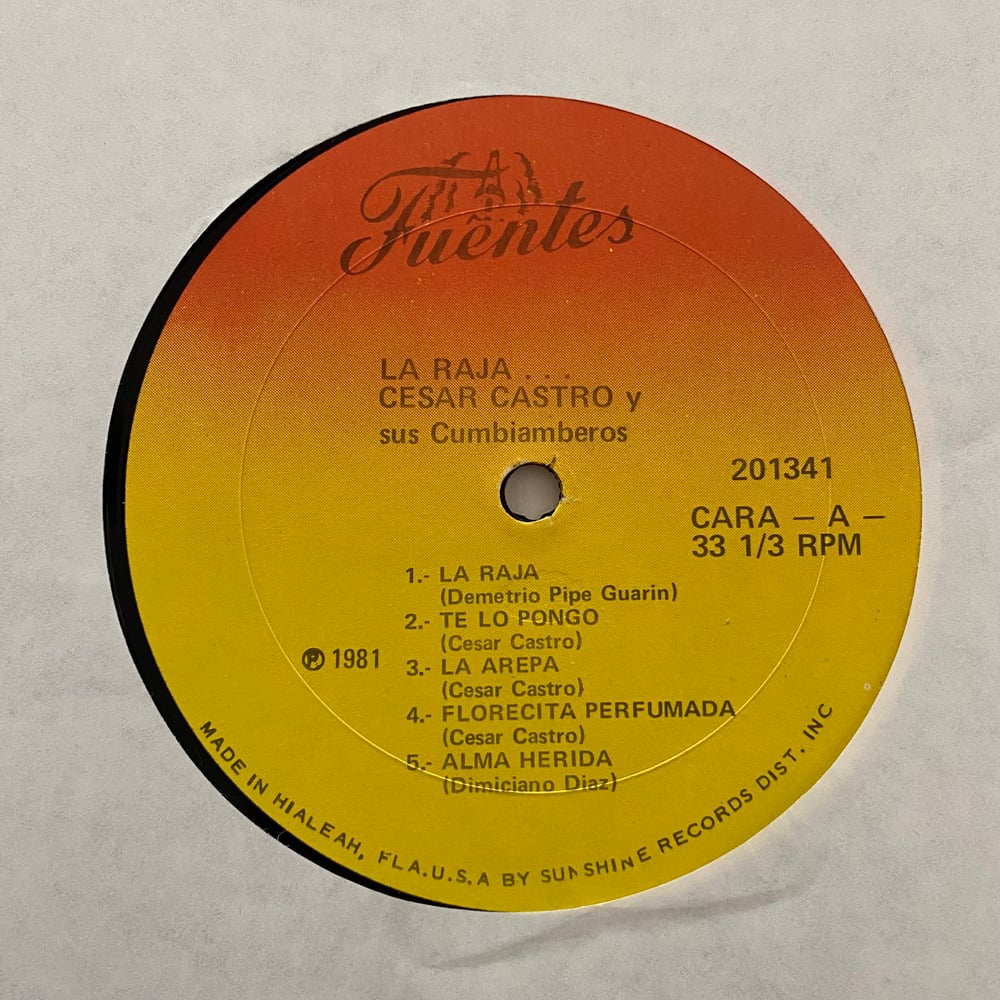 Fuentes
LA RAJA . . .
CESAR CASTRO y
sus Cumbiamberos
201341
CARA – A –
33 1/3 RPM
1.- LA RAJA
(Demetrio Pipe Guarin)
2.- TE LO PONGO
(Cesar Castro)
℗ 1981
3.- LA AREPA
(Cesar Castro)
4.- FLORECITA PERFUMADA
(Cesar Castro)
5.- ALMA HERIDA
(Dimiciano Diaz)
MADE IN HIALEAH, FLA.U.S.A BY SUNSHINE RECORDS DIST. INC